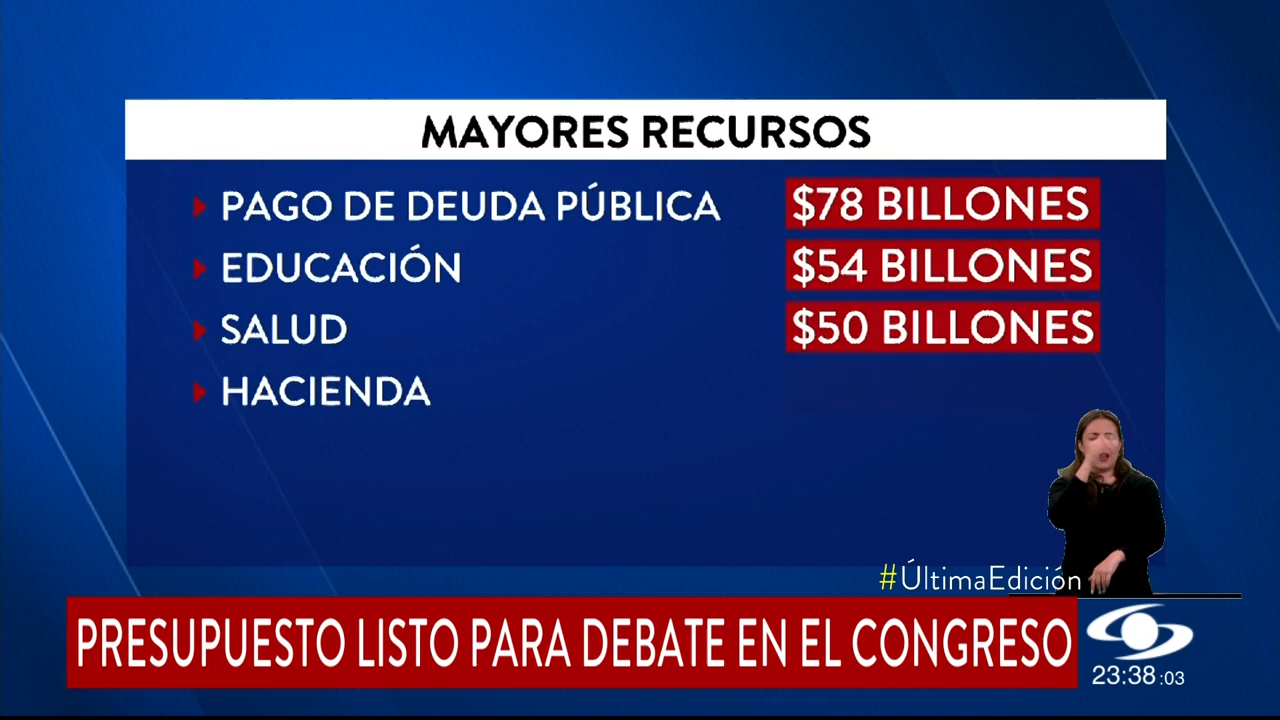 MAYORES RECURSOS
PAGO DE DEUDA PÚBLICA $78 BILLONES
EDUCACIÓN $54 BILLONES
SALUD $50 BILLONES
HACIENDA
#ÚltimaEdición
PRESUPUESTO LISTO PARA DEBATE EN EL CONGRESO
23:38:03